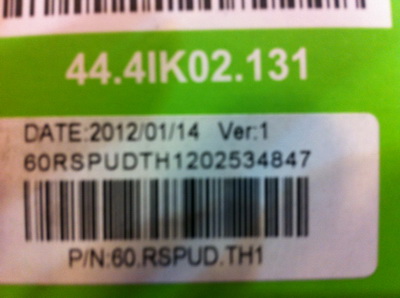 44.4IK02.131
DATE:2012/01/14 Ver:1
60RSPUDTH1202534847
P/N:60.RSPUD.TH1